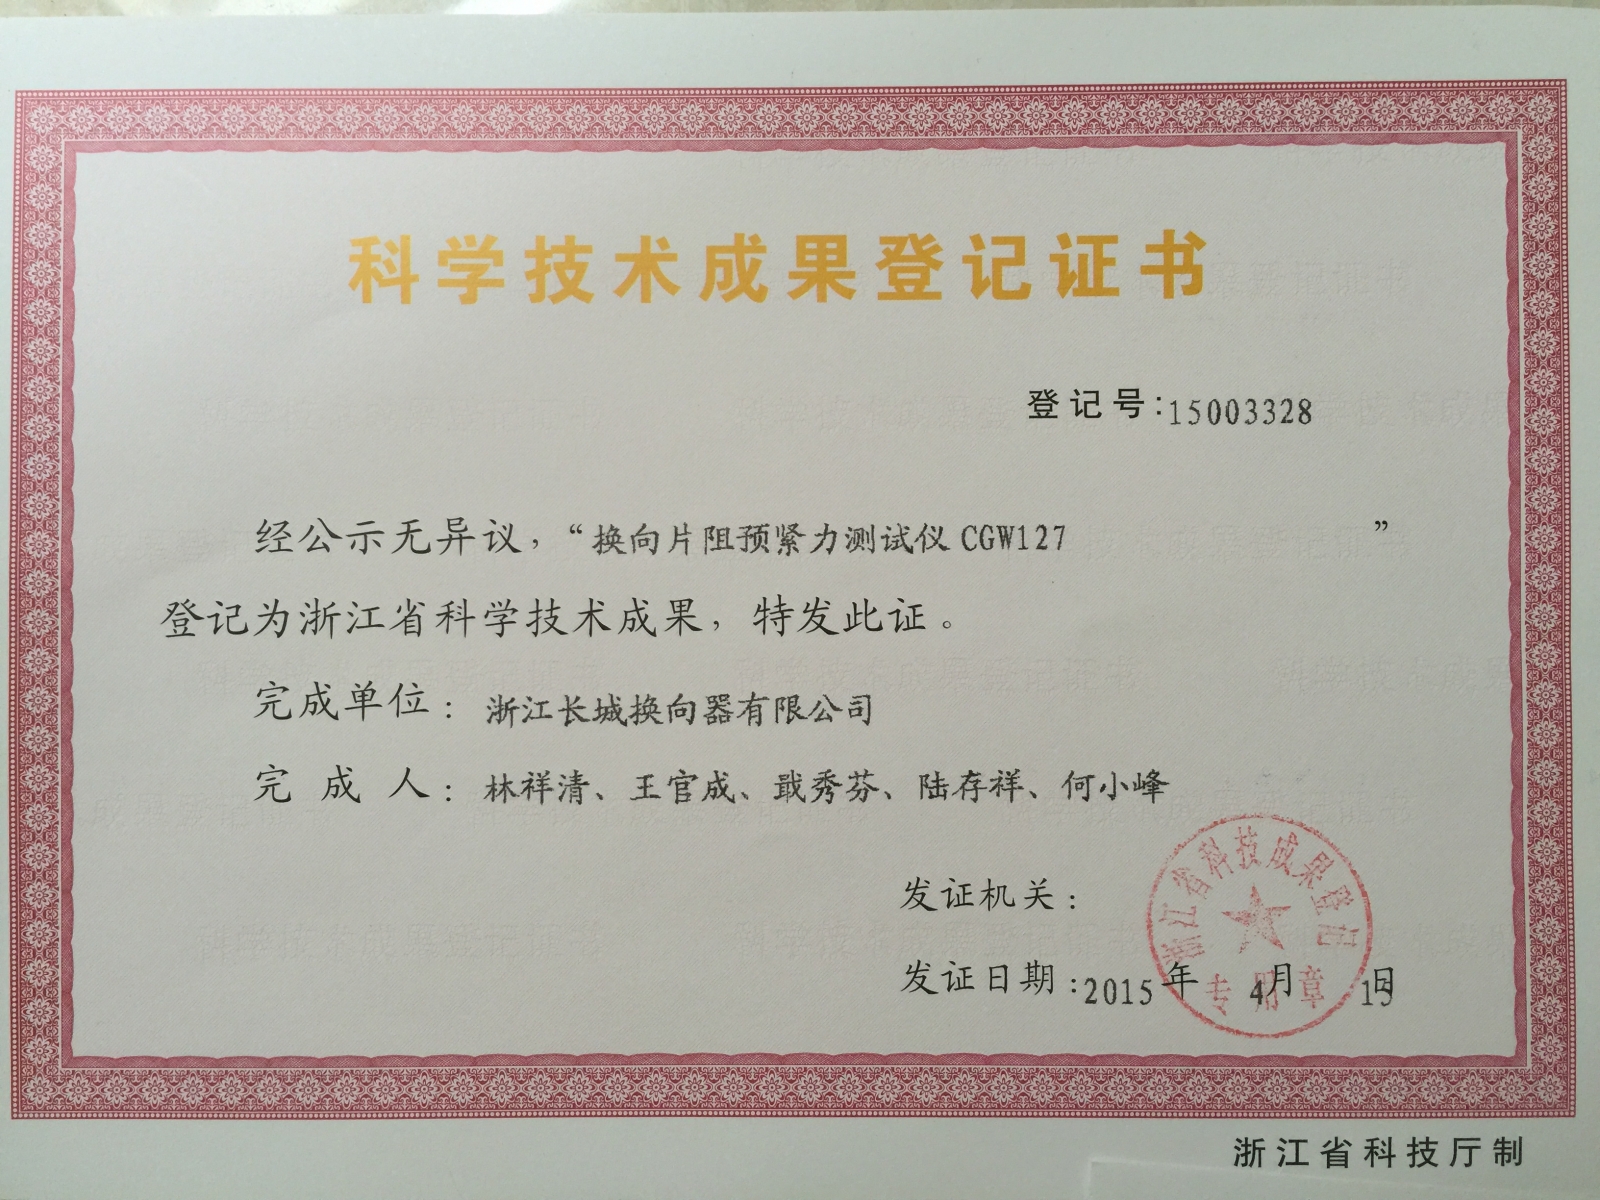 科学技术成果登记证书
登记号:15003328
经公示无异议，“换向片阻预紧力测试仪 CGW127”
登记为浙江省科学技术成果，特发此证。
完成单位：浙江长城换向器有限公司
完成人：林祥清、王官成、戢秀芬、陆存祥、何小峰
发证机关：
浙江省科技成果登记
专用章
发证日期:2015年 4月 日
浙江省科技厅制